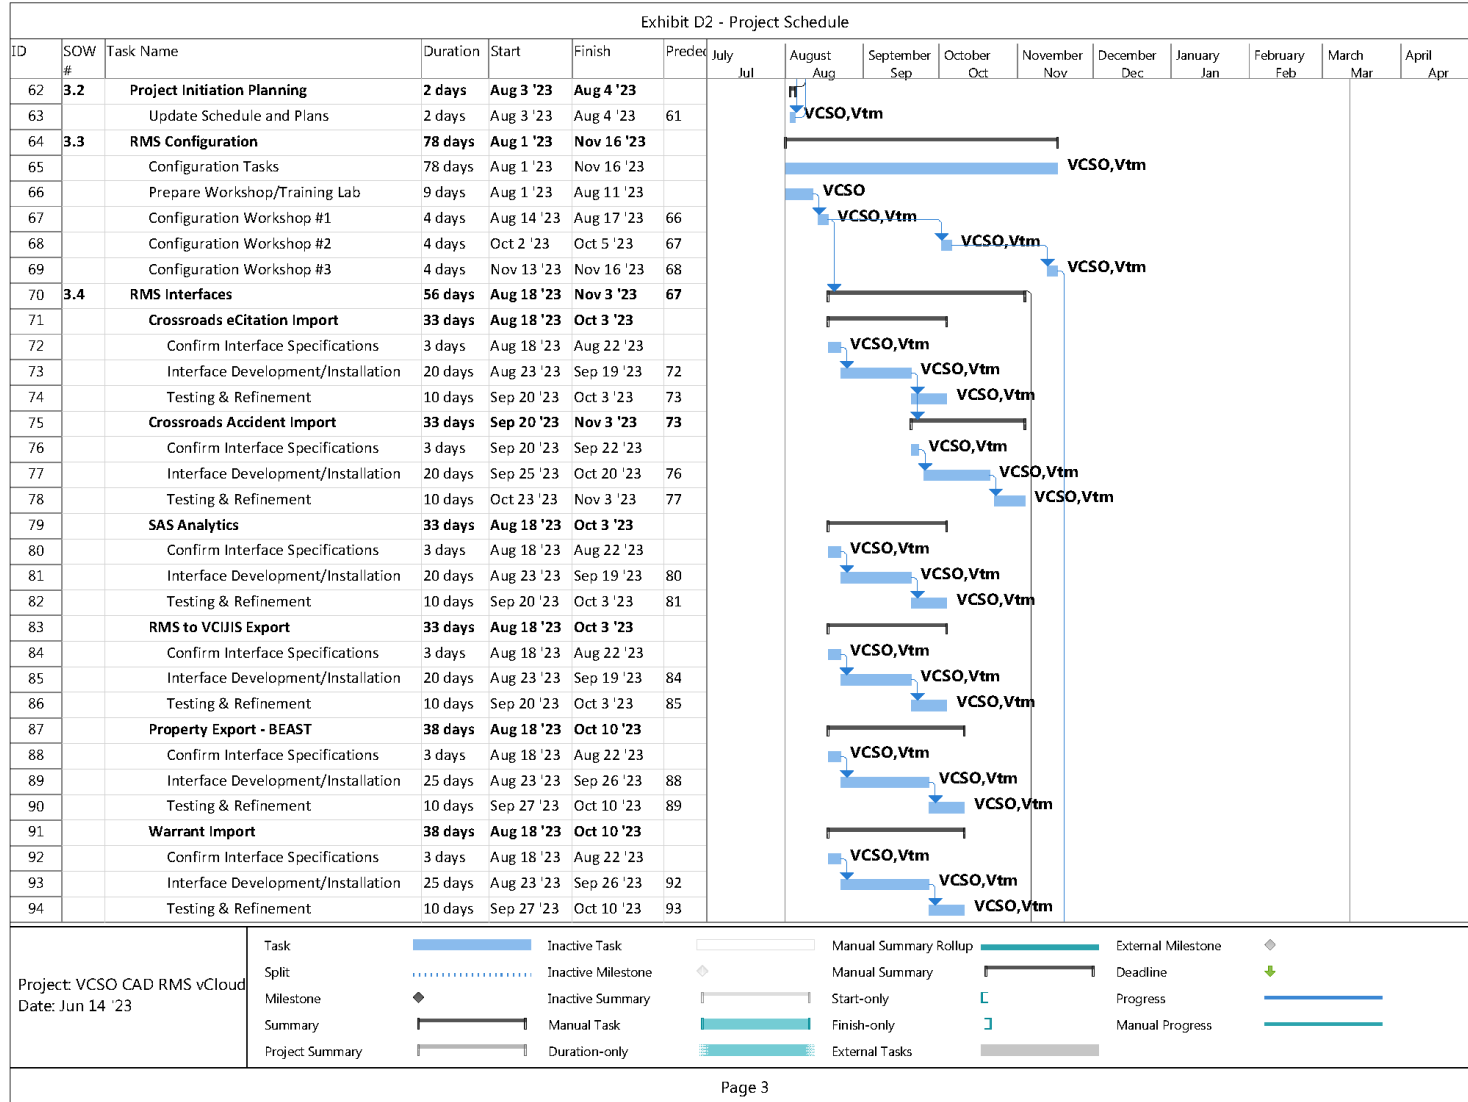 Exhibit D2 - Project Schedule
ID SOW # Task Name Duration Start Finish Predec July August September October November December January February March April
Jul Aug Sep Oct Nov Dec Jan Feb Mar Apr
62 3.2 Project Initiation Planning 2 days Aug 3 '23 Aug 4 '23
63 Update Schedule and Plans 2 days Aug 3 '23 Aug 4 '23 61 VCSO,Vtm
64 3.3 RMS Configuration 78 days Aug 1 '23 Nov 16 '23
65 Configuration Tasks 78 days Aug 1 '23 Nov 16 '23 VCSO,Vtm
66 Prepare Workshop/Training Lab 9 days Aug 1 '23 Aug 11 '23 VCSO
67 Configuration Workshop #1 4 days Aug 14 '23 Aug 17 '23 66 VCSO,Vtm
68 Configuration Workshop #2 4 days Oct 2 '23 Oct 5 '23 67 VCSO,Vtm
69 Configuration Workshop #3 4 days Nov 13 '23 Nov 16 '23 68 VCSO,Vtm
70 3.4 RMS Interfaces 56 days Aug 18 '23 Nov 3 '23 67
71 Crossroads eCitation Import 33 days Aug 18 '23 Oct 3 '23
72 Confirm Interface Specifications 3 days Aug 18 '23 Aug 22 '23 VCSO,Vtm
73 Interface Development/Installation 20 days Aug 23 '23 Sep 19 '23 72 VCSO,Vtm
74 Testing & Refinement 10 days Sep 20 '23 Oct 3 '23 73 VCSO,Vtm
75 Crossroads Accident Import 33 days Sep 20 '23 Nov 3 '23 73
76 Confirm Interface Specifications 3 days Sep 20 '23 Sep 22 '23 VCSO,Vtm
77 Interface Development/Installation 20 days Sep 25 '23 Oct 20 '23 76 VCSO,Vtm
78 Testing & Refinement 10 days Oct 23 '23 Nov 3 '23 77 VCSO,Vtm
79 SAS Analytics 33 days Aug 18 '23 Oct 3 '23
80 Confirm Interface Specifications 3 days Aug 18 '23 Aug 22 '23 VCSO,Vtm
81 Interface Development/Installation 20 days Aug 23 '23 Sep 19 '23 80 VCSO,Vtm
82 Testing & Refinement 10 days Sep 20 '23 Oct 3 '23 81 VCSO,Vtm
83 RMS to VCIJIS Export 33 days Aug 18 '23 Oct 3 '23
84 Confirm Interface Specifications 3 days Aug 18 '23 Aug 22 '23 VCSO,Vtm
85 Interface Development/Installation 20 days Aug 23 '23 Sep 19 '23 84 VCSO,Vtm
86 Testing & Refinement 10 days Sep 20 '23 Oct 3 '23 85 VCSO,Vtm
87 Property Export - BEAST 38 days Aug 18 '23 Oct 10 '23
88 Confirm Interface Specifications 3 days Aug 18 '23 Aug 22 '23 VCSO,Vtm
89 Interface Development/Installation 25 days Aug 23 '23 Sep 26 '23 88 VCSO,Vtm
90 Testing & Refinement 10 days Sep 27 '23 Oct 10 '23 89 VCSO,Vtm
91 Warrant Import 38 days Aug 18 '23 Oct 10 '23
92 Confirm Interface Specifications 3 days Aug 18 '23 Aug 22 '23 VCSO,Vtm
93 Interface Development/Installation 25 days Aug 23 '23 Sep 26 '23 92 VCSO,Vtm
94 Testing & Refinement 10 days Sep 27 '23 Oct 10 '23 93 VCSO,Vtm
Project: VCSO CAD RMS vCloud
Date: Jun 14 '23
Task Inactive Task Manual Summary Rollup External Milestone
Split Inactive Milestone Manual Summary Deadline
Milestone Inactive Summary Start-only Progress
Summary Manual Task Finish-only Manual Progress
Project Summary Duration-only External Tasks
Page 3